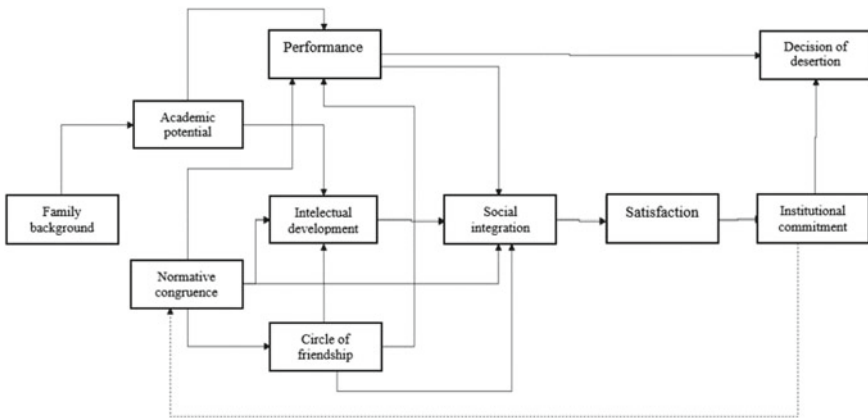 Performance
Decision of
desertion
Academic
potential
Family
background
Intelectual
development
Social
integration
Satisfaction
Institutional
commitment
Normative
congruence
Circle of
friendship